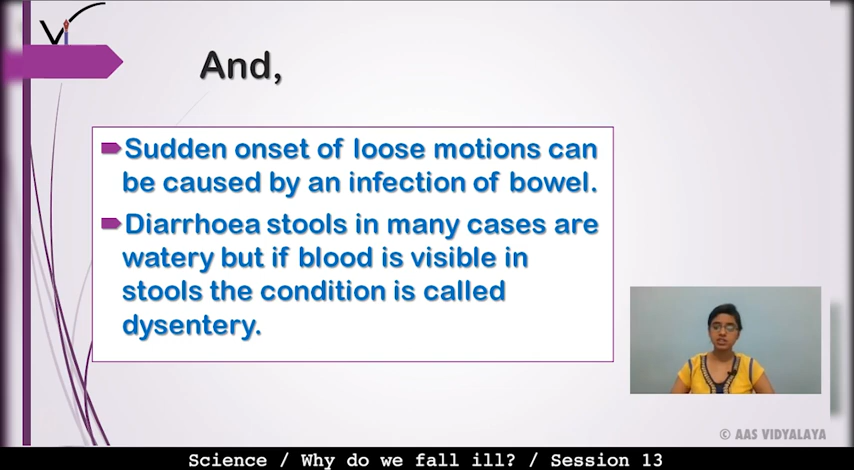 And,
Sudden onset of loose motions can
be caused by an infection of bowel.
Diarrhoea stools in many cases are
watery but if blood is visible in
stools the condition is called
dysentery.
© AAS VIDYALAYA
Science / Why do we fall ill? / Session 13